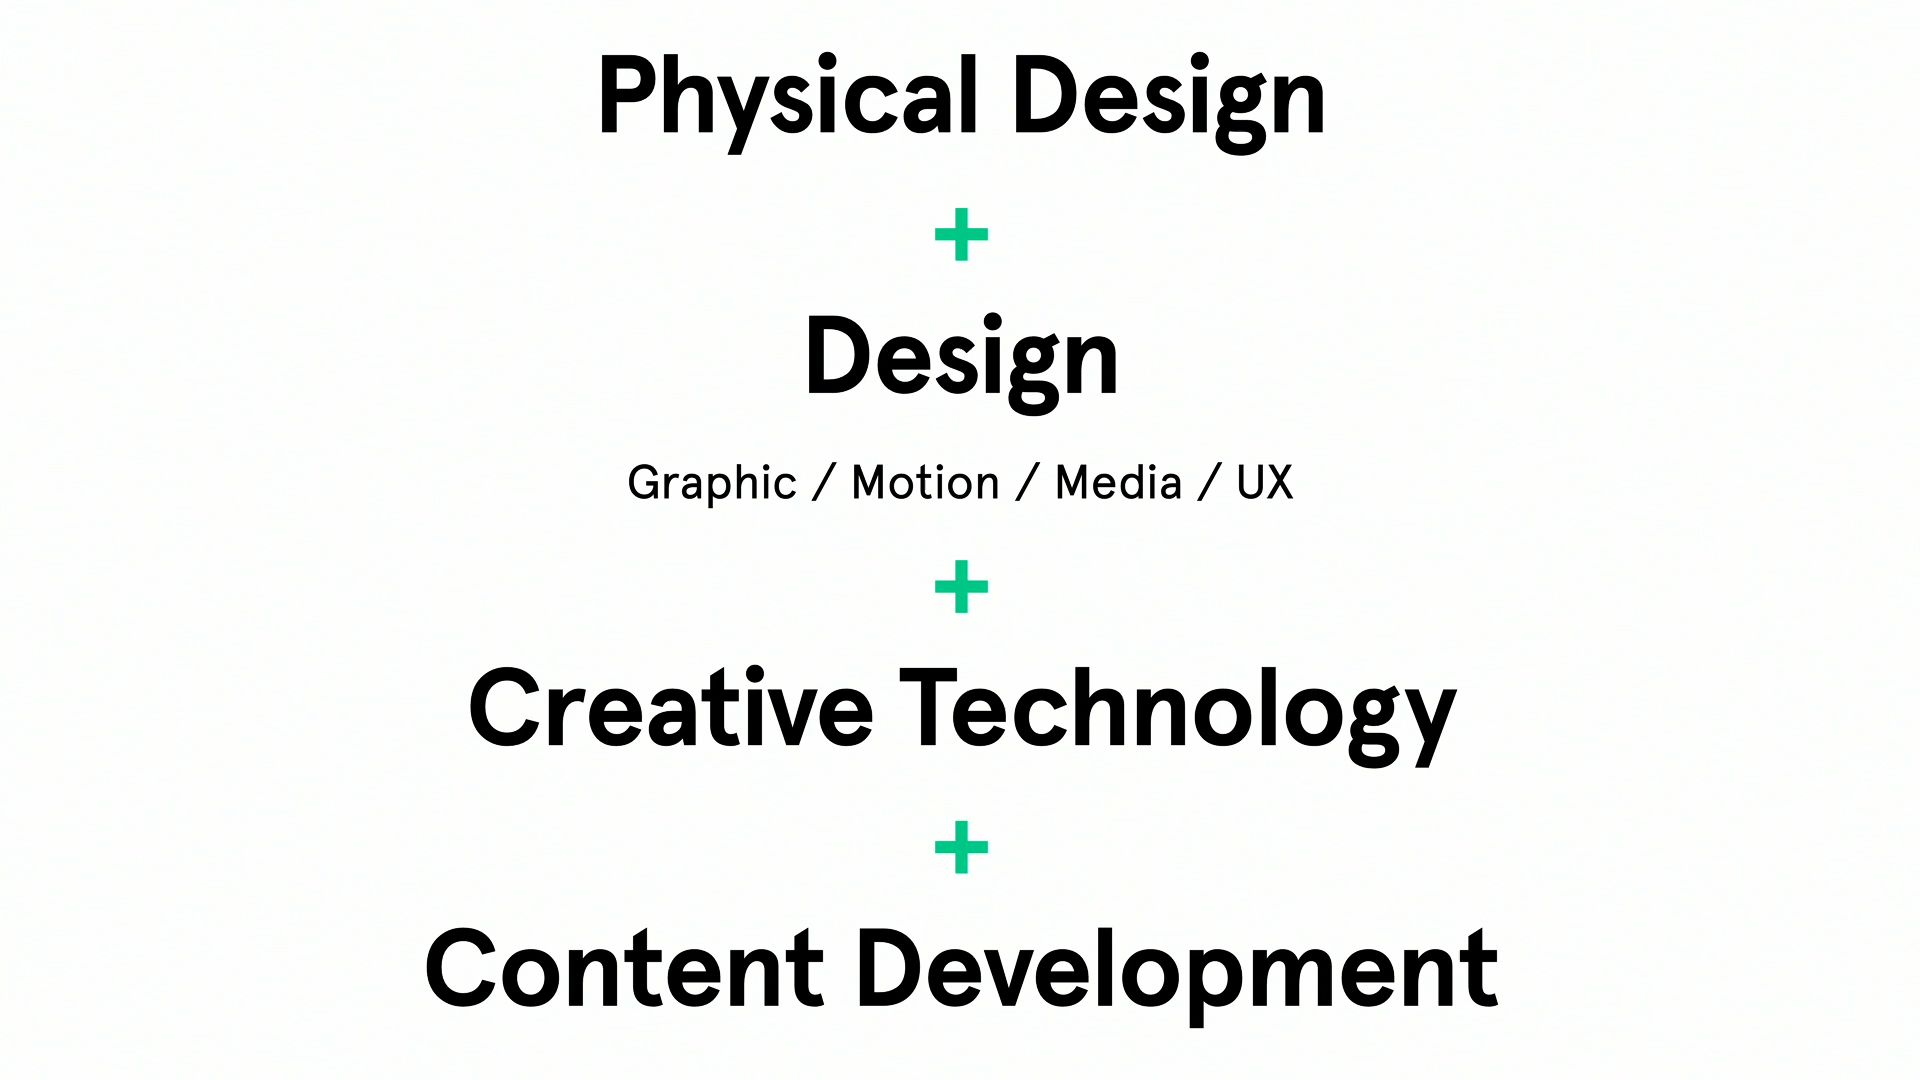 Physical Design
+
Design
Graphic / Motion / Media / UX
+
Creative Technology
+
Content Development